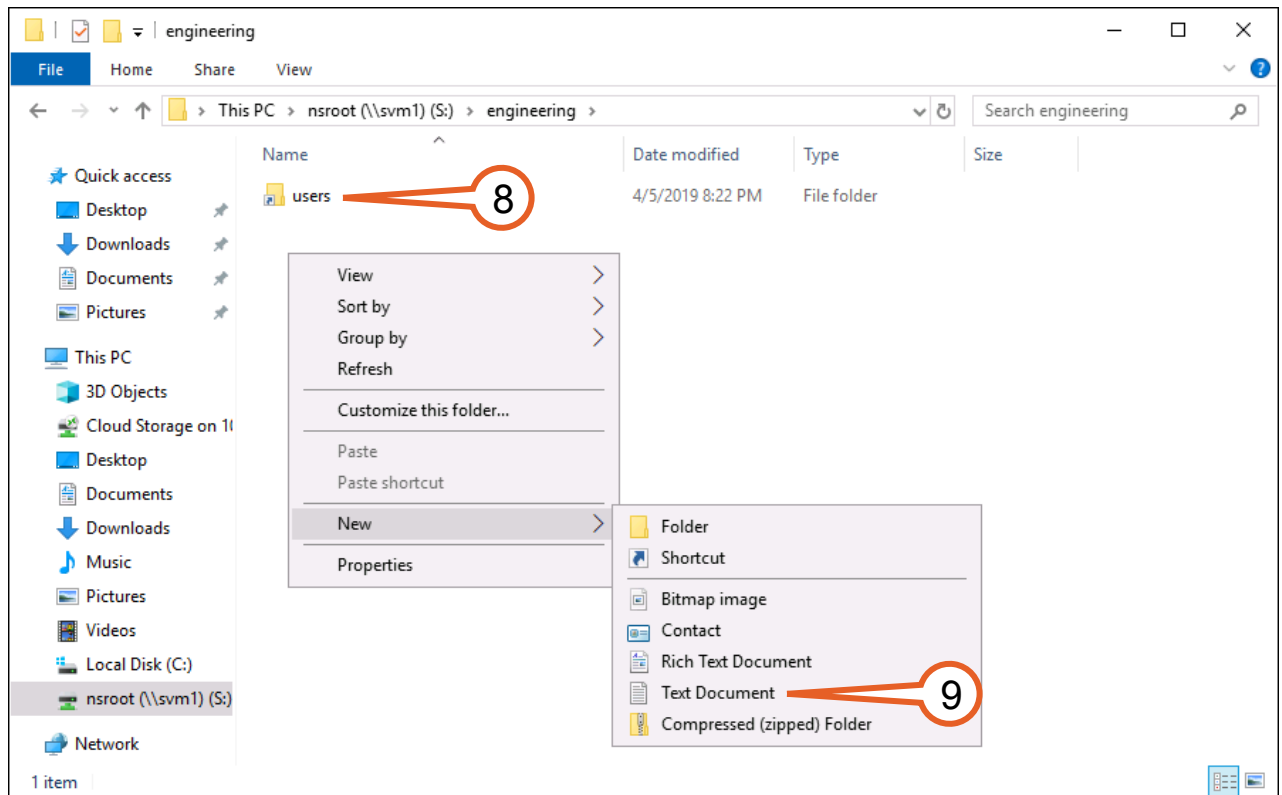 engineering
File Home Share View
This PC > nsroot (\\svm1) (S:) > engineering > Search engineering
Name Date modified Type Size
users 4/5/2019 8:22 PM File folder
8
Quick access
Desktop
Downloads
Documents
Pictures
This PC
3D Objects
Cloud Storage on 10
Desktop
Documents
Downloads
Music
Pictures
Videos
Local Disk (C:)
nsroot (\\svm1) (S:)
Network
View
Sort by
Group by
Refresh
Customize this folder...
Paste
Paste shortcut
New
Properties
Folder
Shortcut
Bitmap image
Contact
Rich Text Document
Text Document
9
Compressed (zipped) Folder
1 item